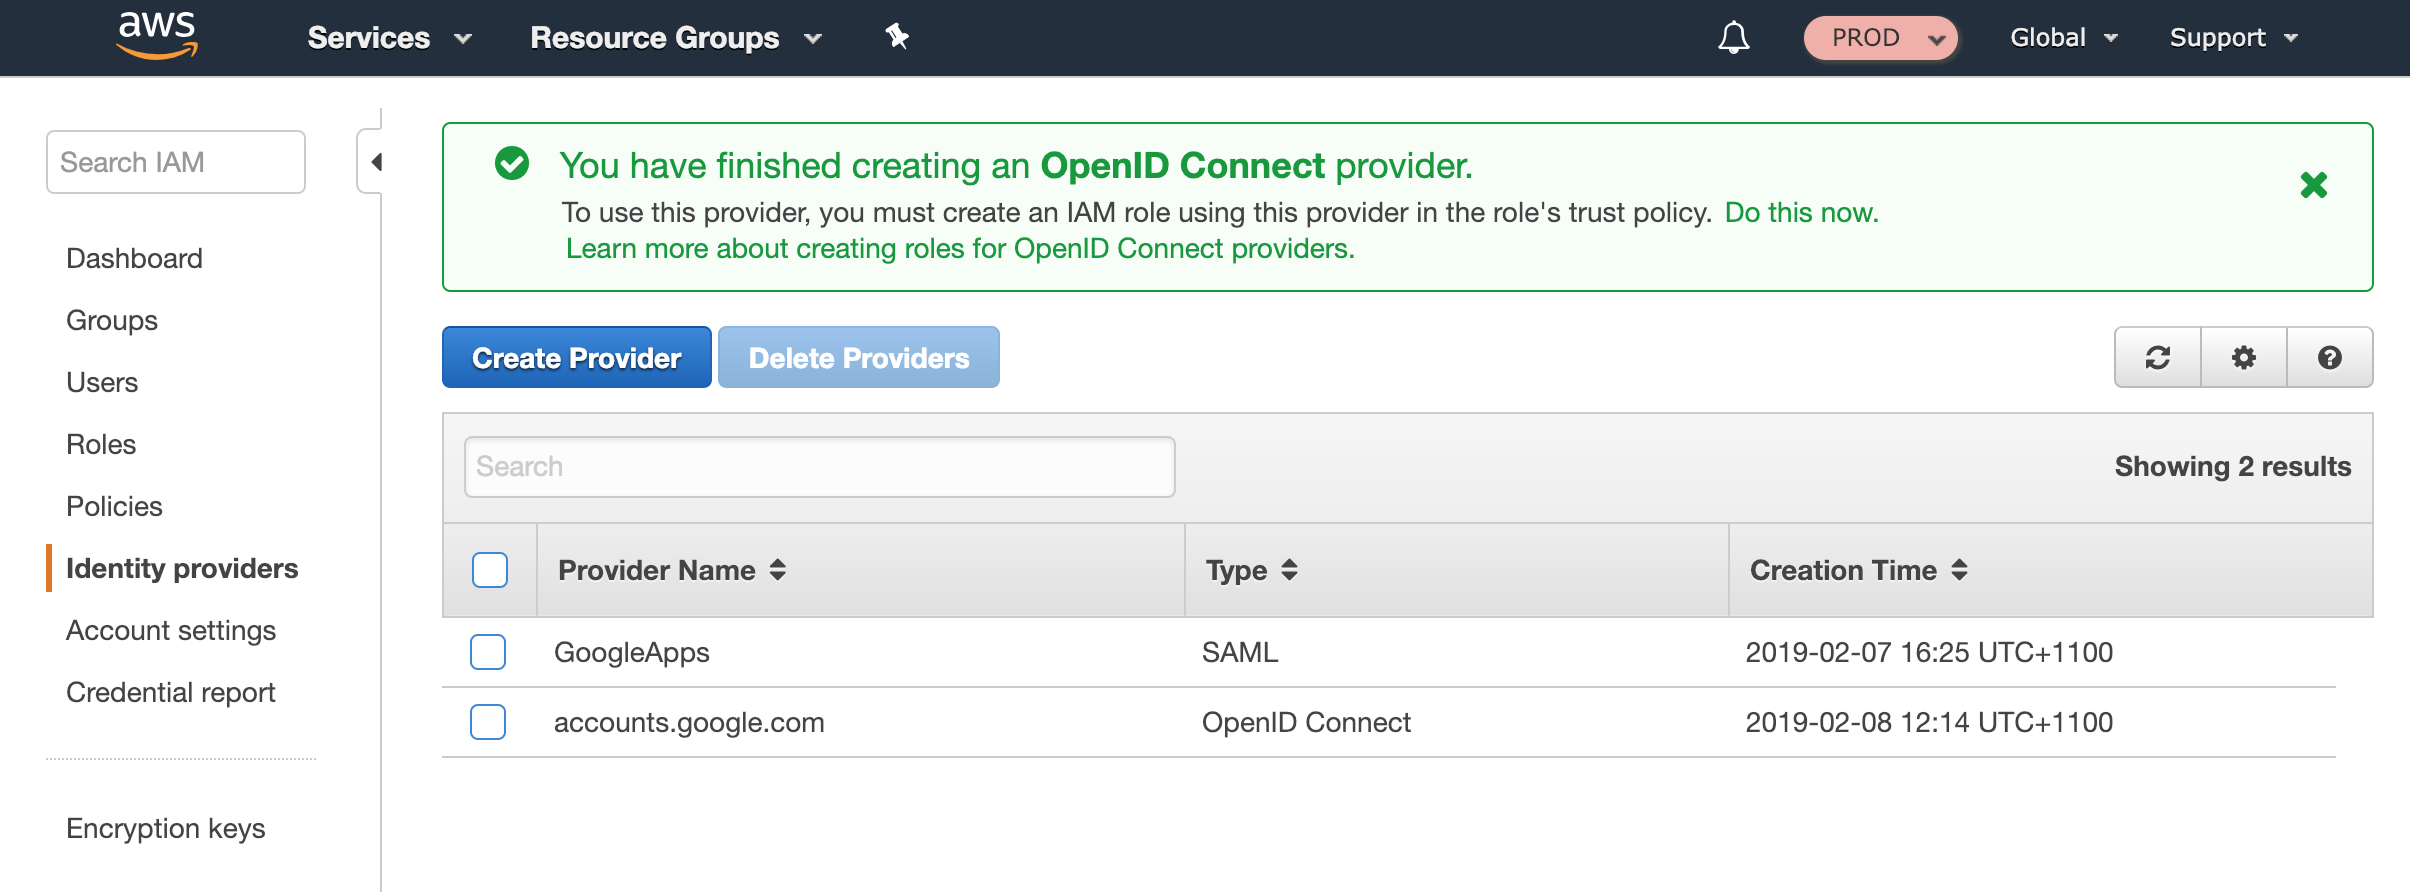 aws Services Resource Groups PROD Global Support
Search IAM
Dashboard
Groups
Users
Roles
Policies
Identity providers
Account settings
Credential report
Encryption keys
You have finished creating an OpenID Connect provider.
To use this provider, you must create an IAM role using this provider in the role's trust policy. Do this now.
Learn more about creating roles for OpenID Connect providers.
Create Provider Delete Providers
Search Showing 2 results
Provider Name Type Creation Time
GoogleApps SAML 2019-02-07 16:25 UTC+1100
accounts.google.com OpenID Connect 2019-02-08 12:14 UTC+1100